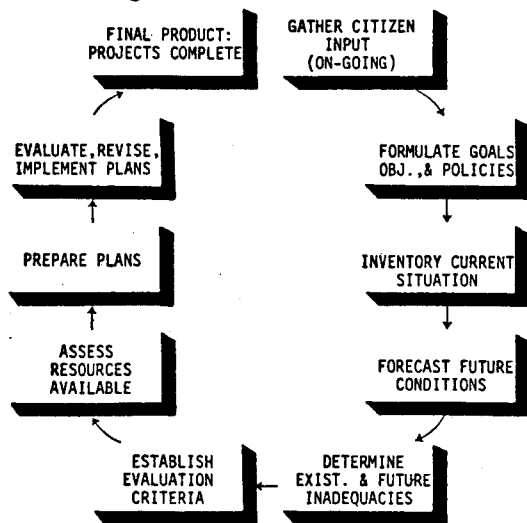 FINAL PRODUCT:
PROJECTS COMPLETE
GATHER CITIZEN
INPUT
(ON-GOING)
FORMULATE GOALS
OBJ.,& POLICIES
INVENTORY CURRENT
SITUATION
FORECAST FUTURE
CONDITIONS
DETERMINE
EXIST. & FUTURE
INADEQUACIES
ESTABLISH
EVALUATION
CRITERIA
ASSESS
RESOURCES
AVAILABLE
PREPARE PLANS
EVALUATE,REVISE,
IMPLEMENT PLANS